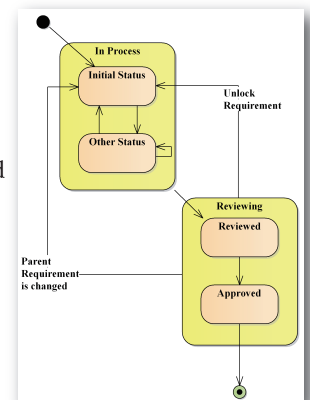 In Process
Initial Status
Unlock
Requirement
Other Status
d
Reviewing
Reviewed
Parent
Requirement
is changed
Approved